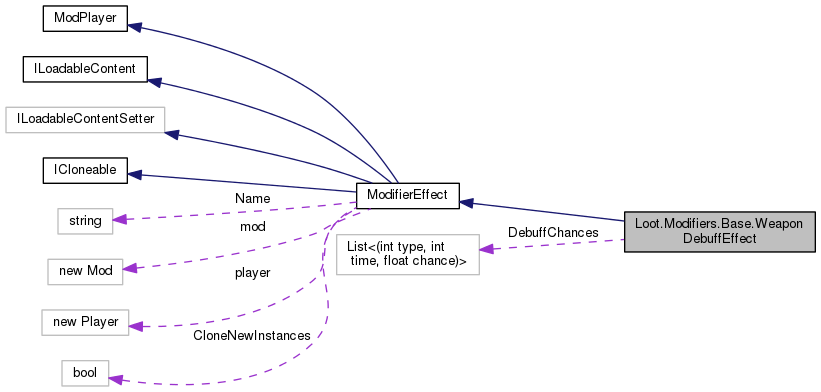 ModPlayer
ILoadableContent
ILoadableContentSetter
ICloneable
ModifierEffect
Name
string
mod
Loot.Modifiers.Base.Weapon
DebuffEffect
DebuffChances
List<(int type, int
time, float chance)>
new Mod
player
new Player
CloneNewInstances
bool